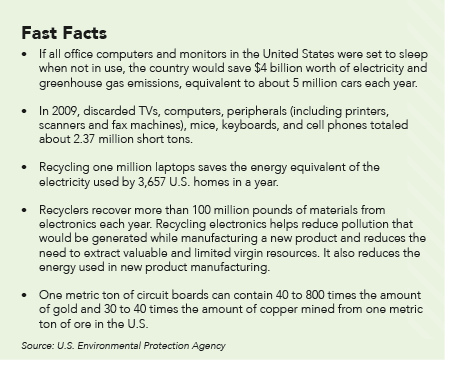 Fast Facts
• If all office computers and monitors in the United States were set to sleep
when not in use, the country would save $4 billion worth of electricity and
greenhouse gas emissions, equivalent to about 5 million cars each year.
• In 2009, discarded TVs, computers, peripherals (including printers,
scanners and fax machines), mice, keyboards, and cell phones totaled
about 2.37 million short tons.
• Recycling one million laptops saves the energy equivalent of the
electricity used by 3,657 U.S. homes in a year.
• Recyclers recover more than 100 million pounds of materials from
electronics each year. Recycling electronics helps reduce pollution that
would be generated while manufacturing a new product and reduces the
need to extract valuable and limited virgin resources. It also reduces the
energy used in new product manufacturing.
• One metric ton of circuit boards can contain 40 to 800 times the amount
of gold and 30 to 40 times the amount of copper mined from one metric
ton of ore in the U.S.
Source: U.S. Environmental Protection Agency